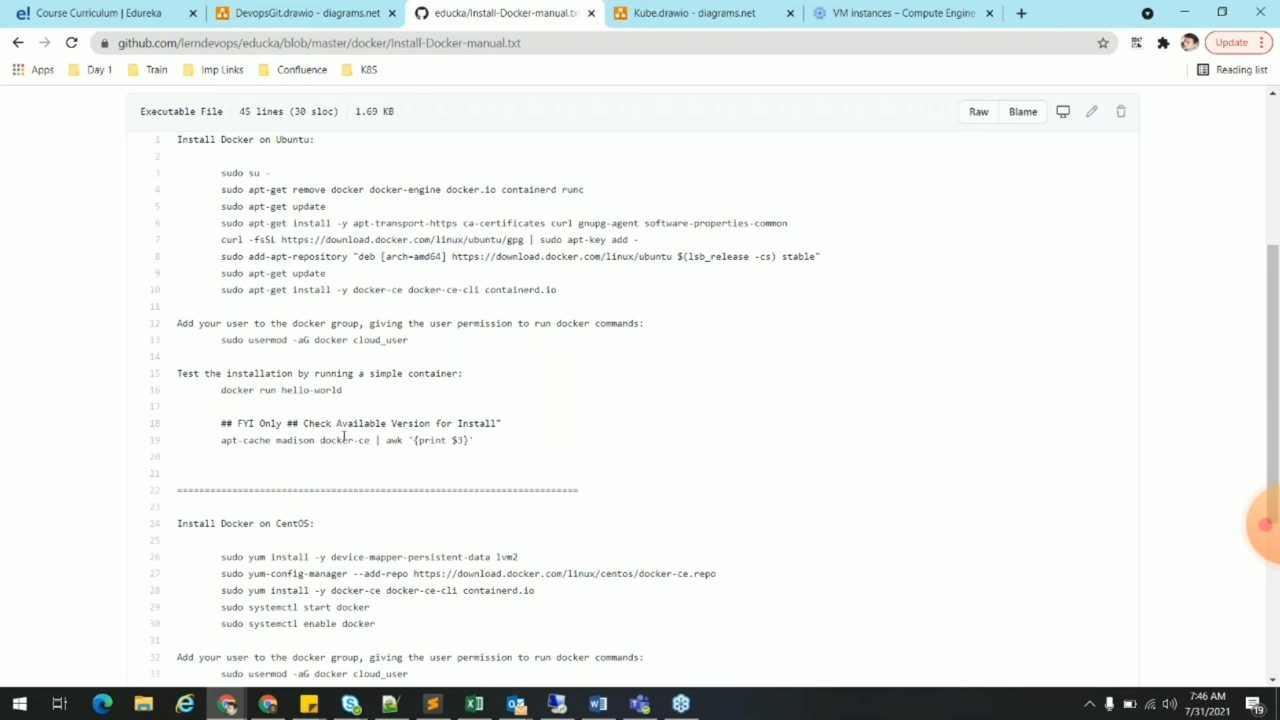 Course Curriculum | Edureka
DevopsGit.drawio - diagrams.net
educka/Install-Docker-manual.txt
Kube.drawio - diagrams.net
VM instances – Compute Engine
github.com/lerndevops/educka/blob/master/docker/Install-Docker-manual.txt
Update
Apps
Day 1
Train
Imp Links
Confluence
K8S
Reading list
Executable File 45 lines (30 sloc) 1.69 KB
Raw
Blame
1 Install Docker on Ubuntu:
2
3 sudo su -
4 sudo apt-get remove docker docker-engine docker.io containerd runc
5 sudo apt-get update
6 sudo apt-get install -y apt-transport-https ca-certificates curl gnupg-agent software-properties-common
7 curl -fsSL https://download.docker.com/linux/ubuntu/gpg | sudo apt-key add -
8 sudo add-apt-repository "deb [arch=amd64] https://download.docker.com/linux/ubuntu $(lsb_release -cs) stable"
9 sudo apt-get update
10 sudo apt-get install -y docker-ce docker-ce-cli containerd.io
11
12 Add your user to the docker group, giving the user permission to run docker commands:
13 sudo usermod -aG docker cloud_user
14
15 Test the installation by running a simple container:
16 docker run hello-world
17
18 ## FYI Only ## Check Available Version for Install"
19 apt-cache madison docker-ce | awk '{print $3}'
20
21
22 =========================================================================
23
24 Install Docker on CentOS:
25
26 sudo yum install -y device-mapper-persistent-data lvm2
27 sudo yum-config-manager --add-repo https://download.docker.com/linux/centos/docker-ce.repo
28 sudo yum install -y docker-ce docker-ce-cli containerd.io
29 sudo systemctl start docker
30 sudo systemctl enable docker
31
32 Add your user to the docker group, giving the user permission to run docker commands:
33 sudo usermod -aG docker cloud_user
7:46 AM
7/31/2021
19